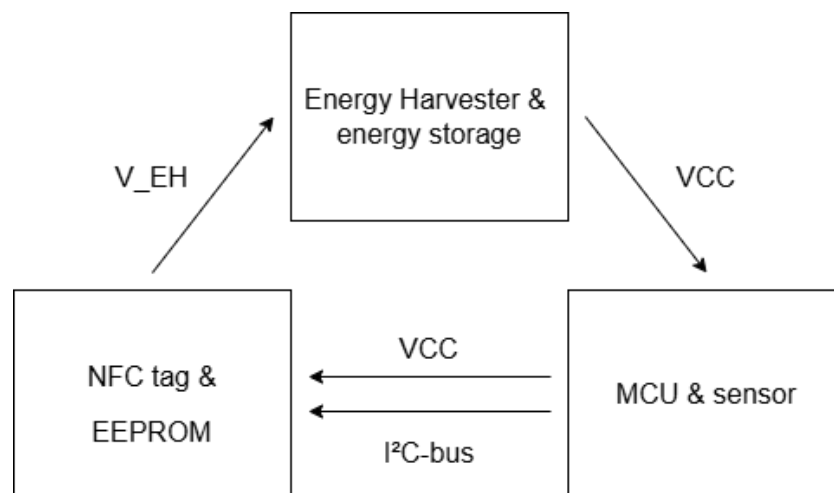 Energy Harvester &
energy storage
V_EH
VCC
NFC tag &
EEPROM
VCC
I²C-bus
MCU & sensor